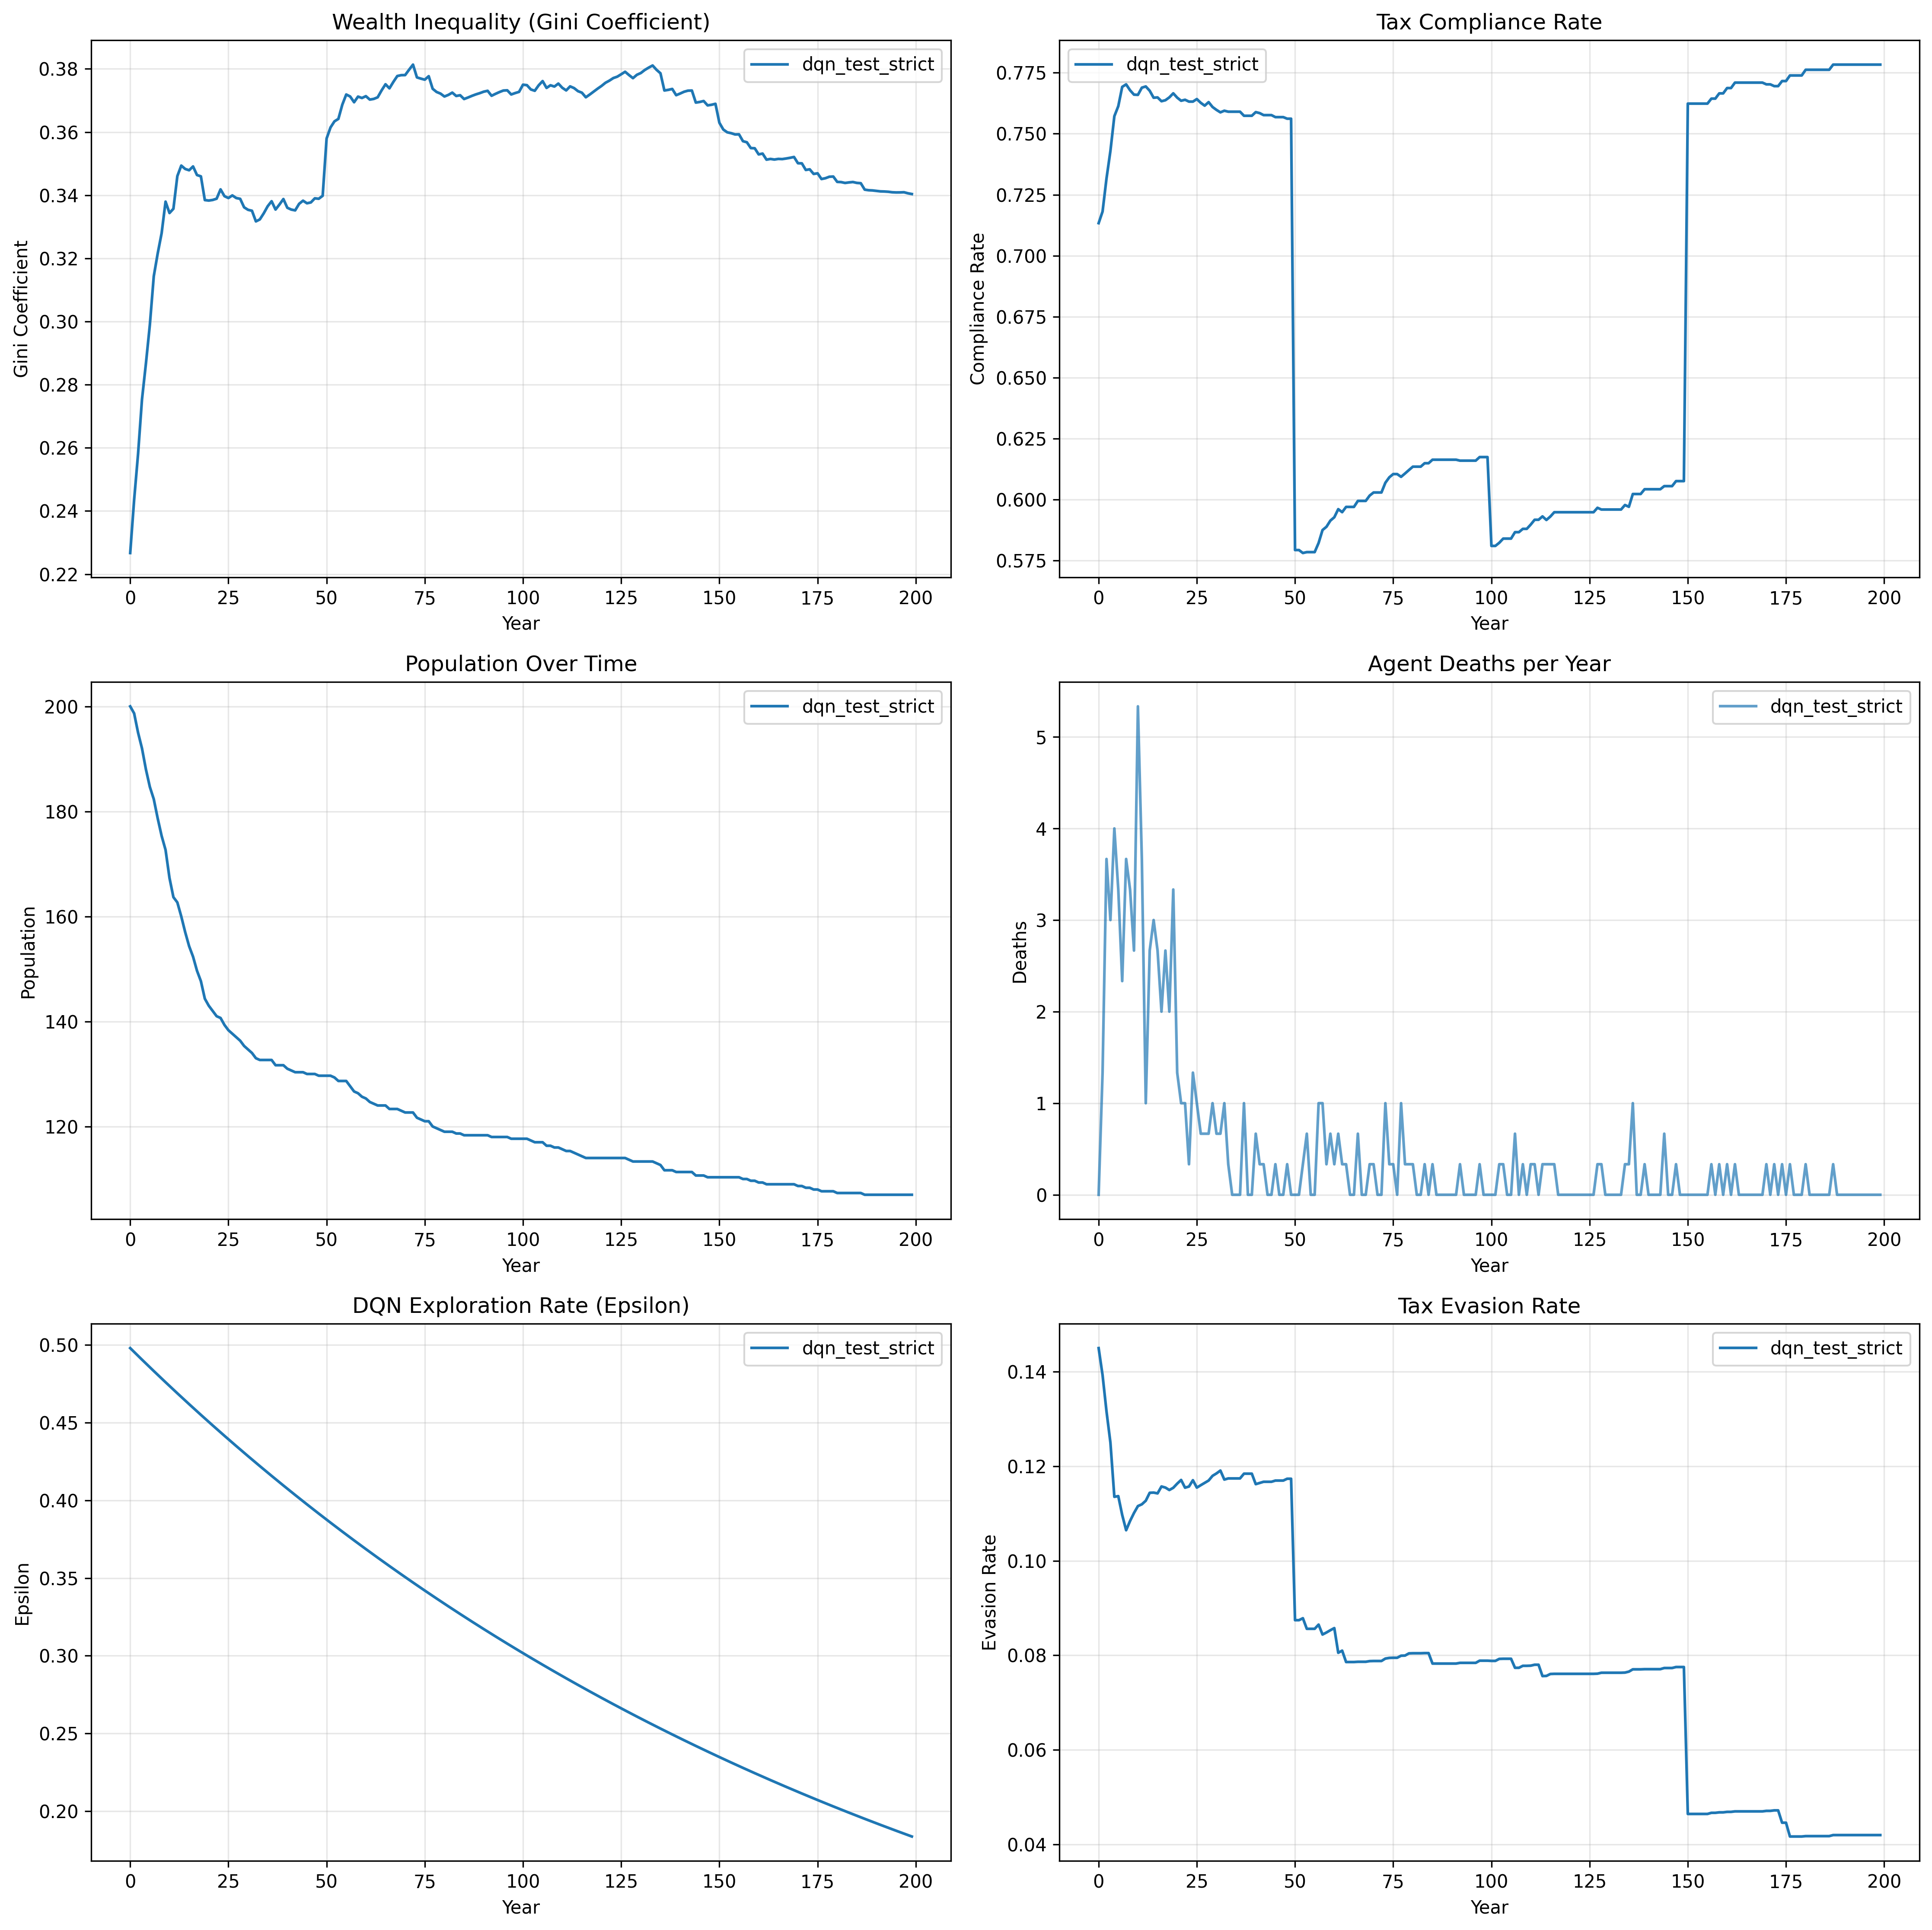 Wealth Inequality (Gini Coefficient)
dqn_test_strict
Gini Coefficient
0.38
0.36
0.34
0.32
0.30
0.28
0.26
0.24
0.22
0 25 50 75 100 125 150 175 200
Year
Tax Compliance Rate
dqn_test_strict
Compliance Rate
0.775
0.750
0.725
0.700
0.675
0.650
0.625
0.600
0.575
0 25 50 75 100 125 150 175 200
Year
Population Over Time
dqn_test_strict
Population
200
180
160
140
120
0 25 50 75 100 125 150 175 200
Year
Agent Deaths per Year
dqn_test_strict
Deaths
5
4
3
2
1
0
0 25 50 75 100 125 150 175 200
Year
DQN Exploration Rate (Epsilon)
dqn_test_strict
Epsilon
0.50
0.45
0.40
0.35
0.30
0.25
0.20
0 25 50 75 100 125 150 175 200
Year
Tax Evasion Rate
dqn_test_strict
Evasion Rate
0.14
0.12
0.10
0.08
0.06
0.04
0 25 50 75 100 125 150 175 200
Year